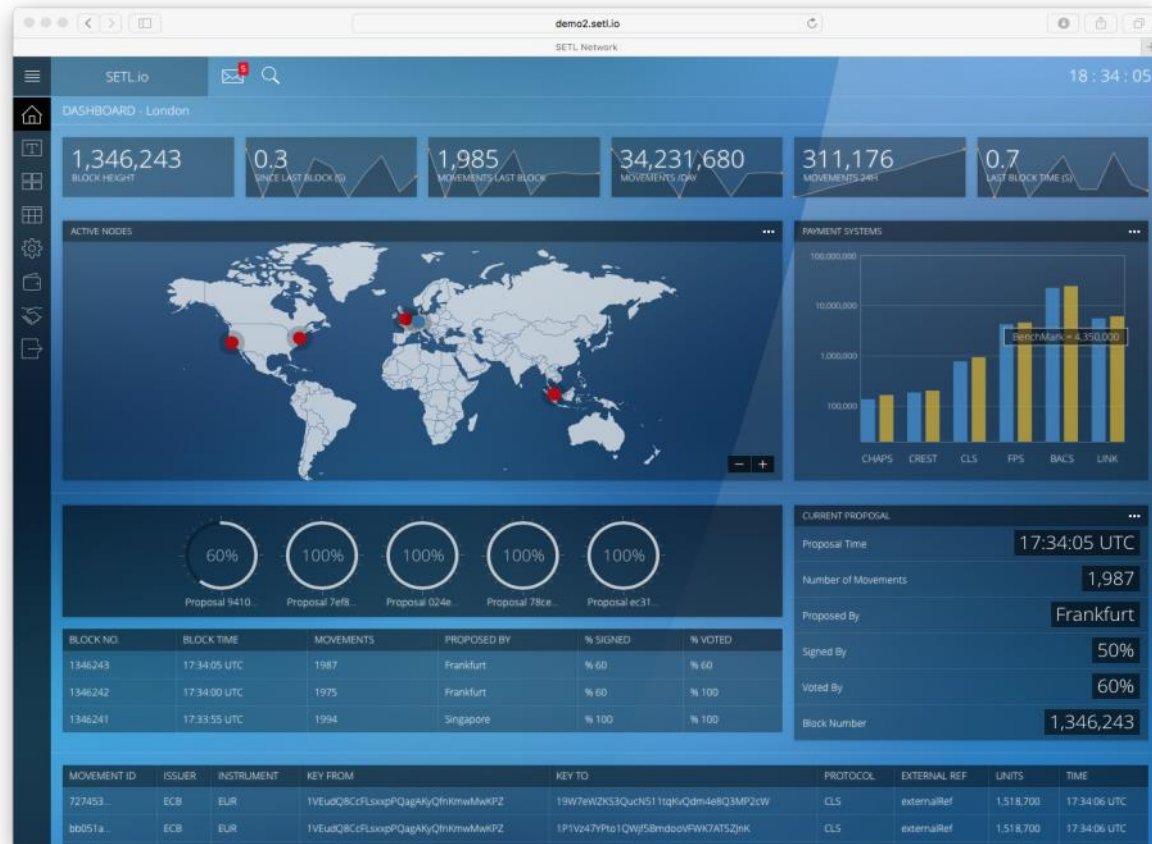 demo2.setl.io
SETL Network
SETL.io
5
18 : 34 : 05
DASHBOARD - London
1,346,243
BLOCK HEIGHT
0.3
SINCE LAST BLOCK (S)
1,985
MOVEMENTS LAST BLOCK
34,231,680
MOVEMENTS /DAY
311,176
MOVEMENTS 24H
0.7
LAST BLOCK TIME (S)
ACTIVE NODES
PAYMENT SYSTEMS
100,000,000
10,000,000
1,000,000
100,000
BenchMark = 4,350,000
CHAPS CREST CLS FPS BACS LINK
60% 100% 100% 100% 100%
Proposal 9410... Proposal 7ef8... Proposal 024e... Proposal 78ce... Proposal ec31...
CURRENT PROPOSAL
Proposal Time 17:34:05 UTC
Number of Movements 1,987
Proposed By Frankfurt
Signed By 50%
Voted By 60%
Block Number 1,346,243
BLOCK NO. BLOCK TIME MOVEMENTS PROPOSED BY % SIGNED % VOTED
1346243 17:34:05 UTC 1987 Frankfurt % 60 % 60
1346242 17:34:00 UTC 1975 Frankfurt % 60 % 100
1346241 17:33:55 UTC 1994 Singapore % 100 % 100
MOVEMENT ID ISSUER INSTRUMENT KEY FROM KEY TO PROTOCOL EXTERNAL REF UNITS TIME
727453... ECB EUR CLS externalRef 1,518,700 17:34:06 UTC
bb051a... ECB EUR CLS externalRef 1,518,700 17:34:06 UTC